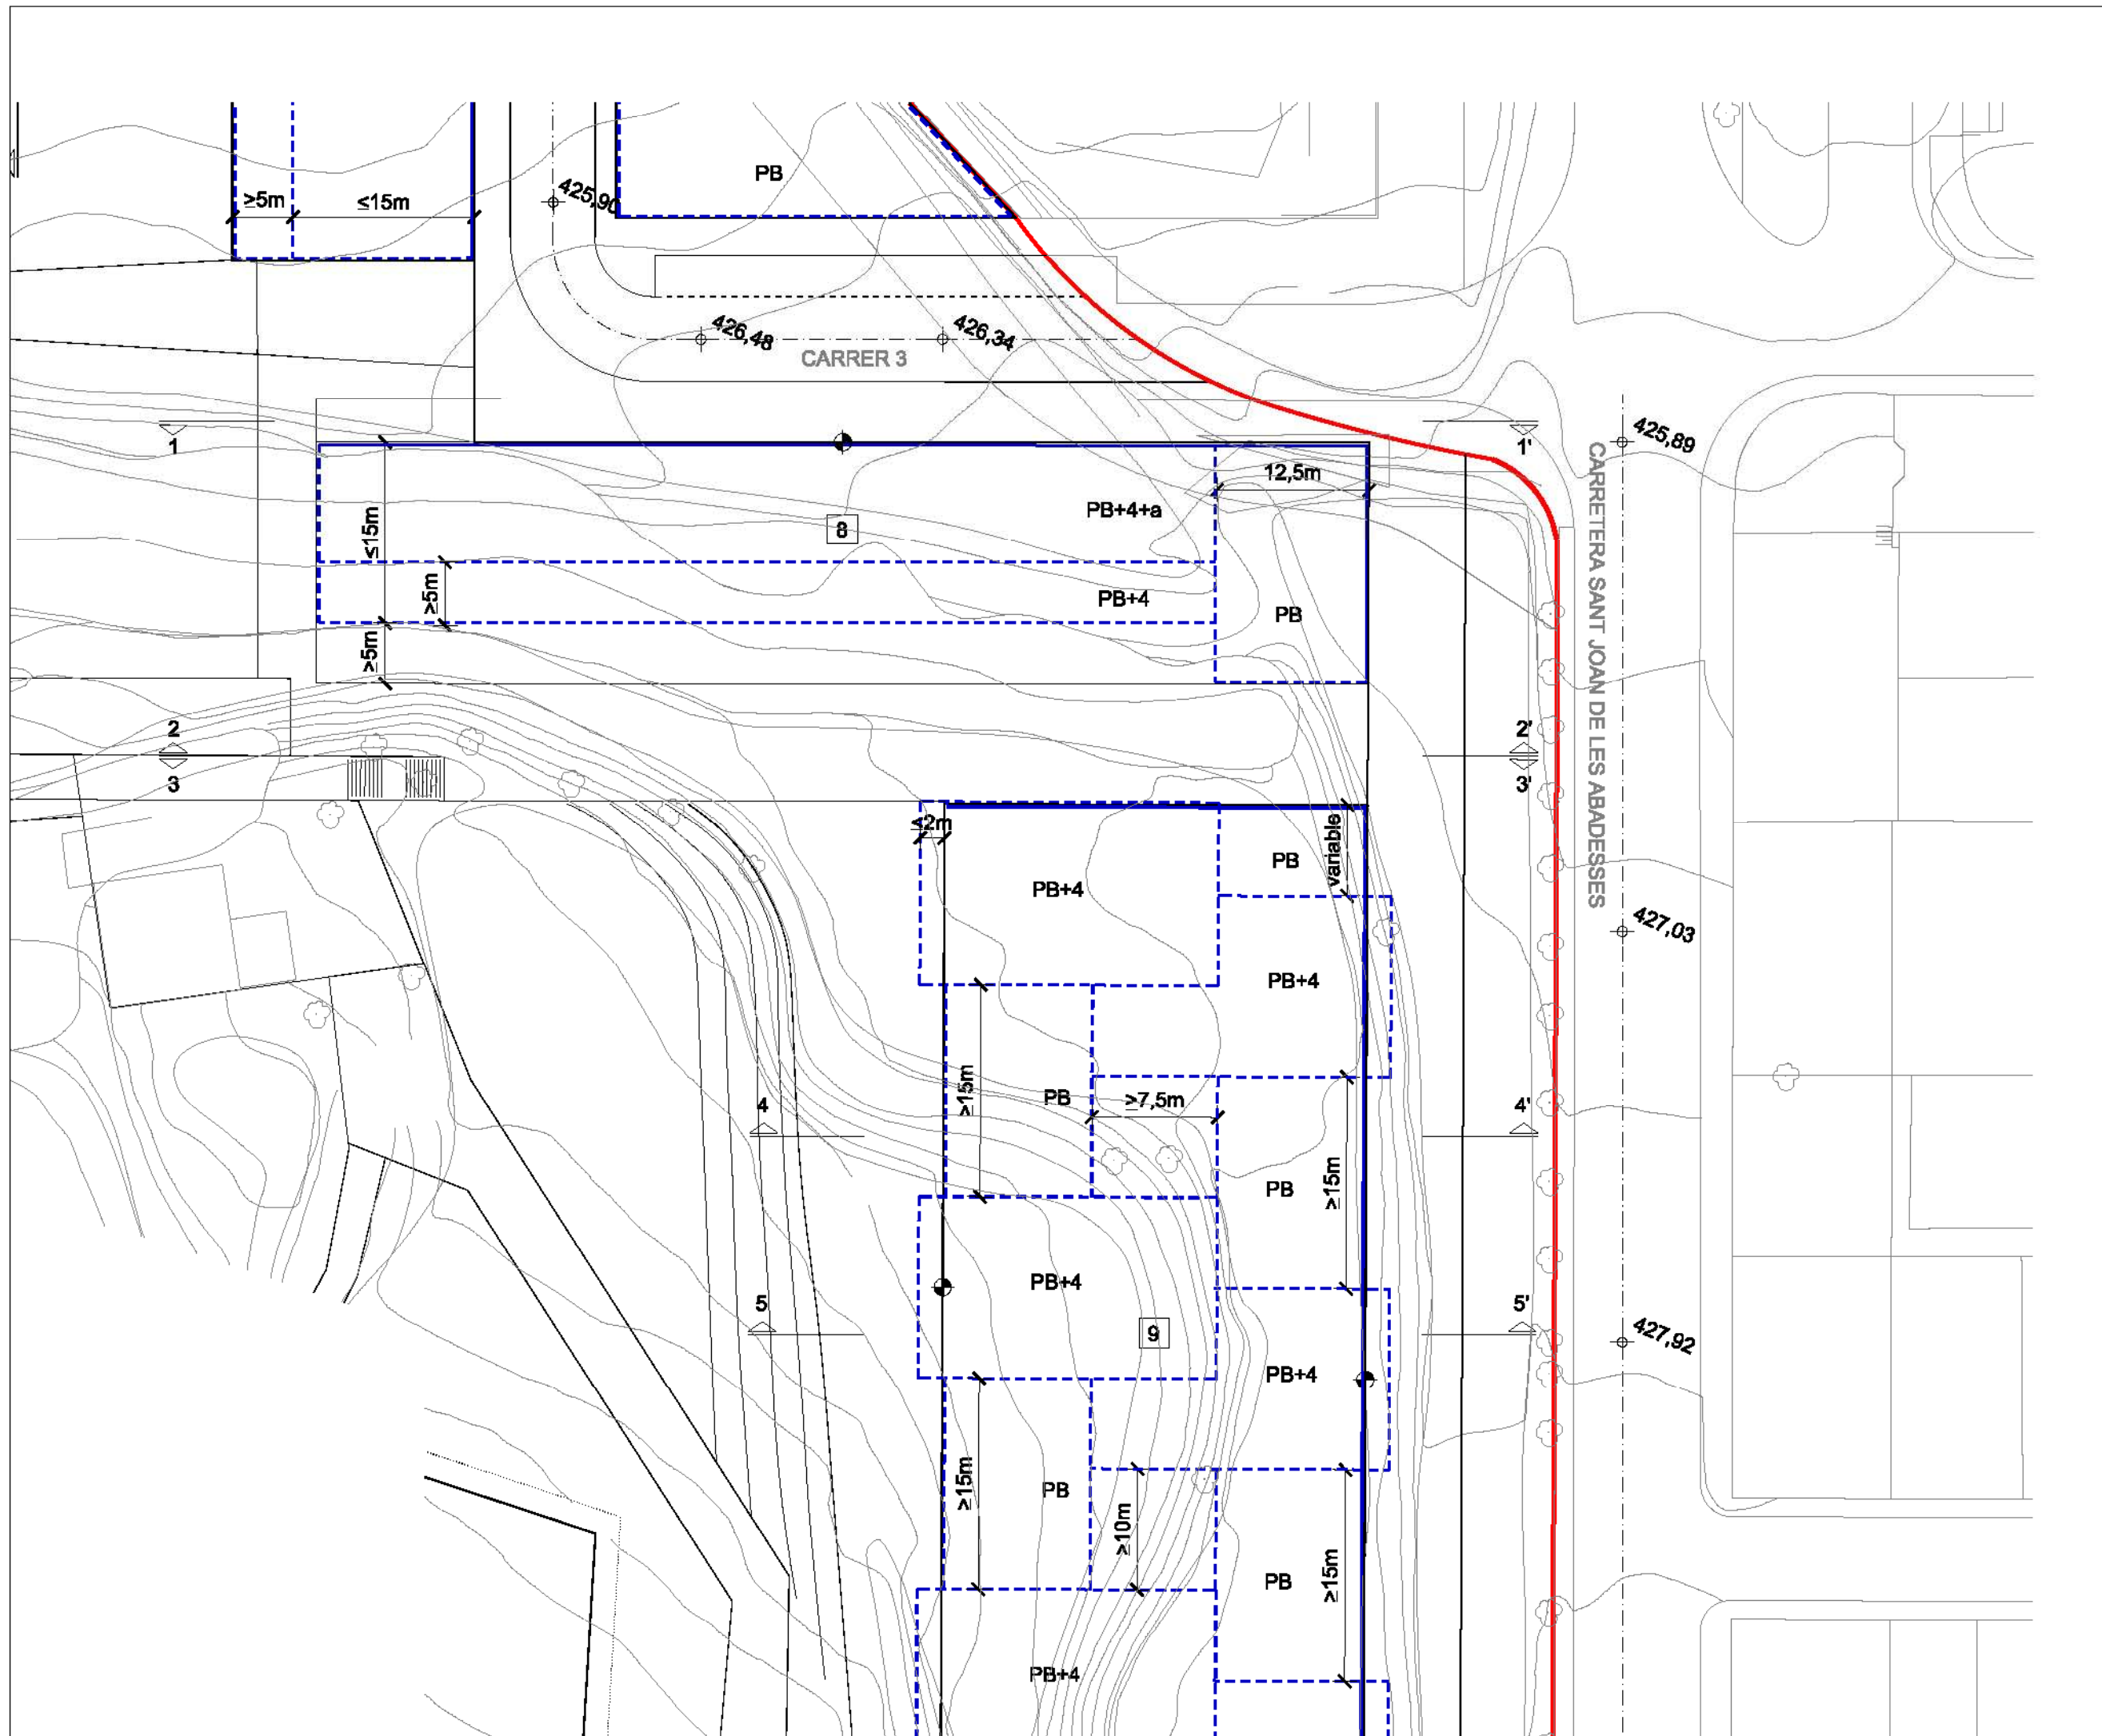 PB
≥5m
≤15m
425,90
426,48
426,34
CARRER 3
1
1'
425,89
12,5m
PB+4+a
8
≤15m
≥5m
PB+4
PB
≥5m
CARRETERA SANT JOAN DE LES ABADESSES
2
2'
3
3'
≤2m
variable
PB
PB+4
427,03
PB+4
≥15m
PB
≥7,5m
4
4'
PB
≥15m
PB+4
5
5'
9
427,92
PB+4
≥15m
PB
≥10m
PB
≥15m
PB+4